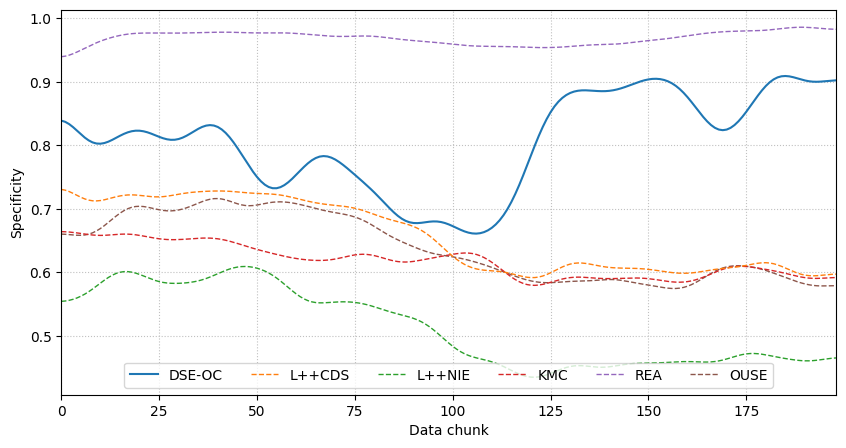 1.0
0.9
0.8
0.7
0.6
0.5
Specificity
DSE-OC L++CDS L++NIE KMC REA OUSE
0 25 50 75 100 125 150 175
Data chunk